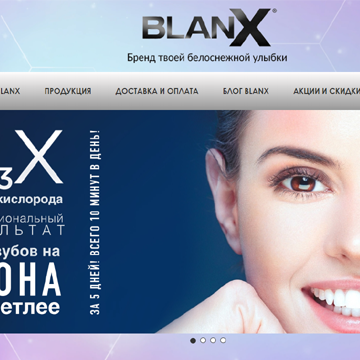 BLANX®
Бренд твоей белоснежной улыбки
LANX ПРОДУКЦИЯ ДОСТАВКА И ОПЛАТА БЛОГ BLANX АКЦИИ И СКИДКИ
3X
КИСЛОРОДА
ИОНАЛЬНЫЙ
ЛЬТАТ
ЗУБОВ НА
ОНА
ЕТЛЕЕ
ЗА 5 ДНЕЙ! ВСЕГО 10 МИНУТ В ДЕНЬ!